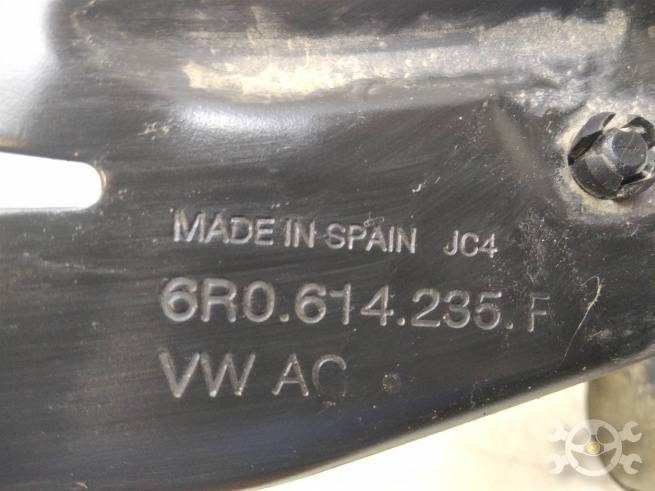 MADE IN SPAIN JC4
6R0.614.235.F
VW AG